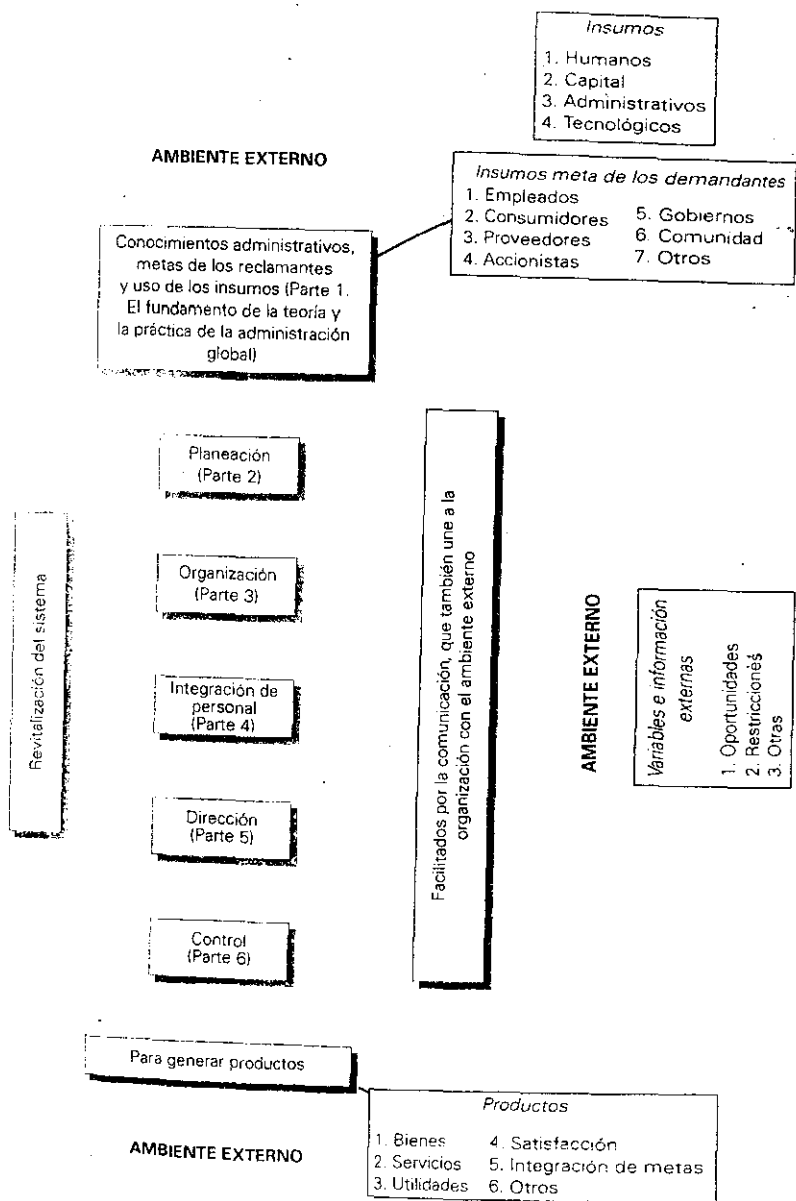 Insumos
1. Humanos
2. Capital
3. Administrativos
4. Tecnológicos
AMBIENTE EXTERNO
Insumos meta de los demandantes
1. Empleados
2. Consumidores
3. Proveedores
4. Accionistas
5. Gobiernos
6. Comunidad
7. Otros
Conocimientos administrativos,
metas de los reclamantes
y uso de los insumos (Parte 1.
El fundamento de la teoría y
la práctica de la administración
global)
Planeación
(Parte 2)
Organización
(Parte 3)
Integración de
personal
(Parte 4)
Dirección
(Parte 5)
Control
(Parte 6)
Revitalización del sistema
Facilitados por la comunicación, que también une a la
organización con el ambiente externo
AMBIENTE EXTERNO
Variables e información
externas
1. Oportunidades
2. Restricciones
3. Otras
Para generar productos
AMBIENTE EXTERNO
Productos
1. Bienes
2. Servicios
3. Utilidades
4. Satisfacción
5. Integración de metas
6. Otros